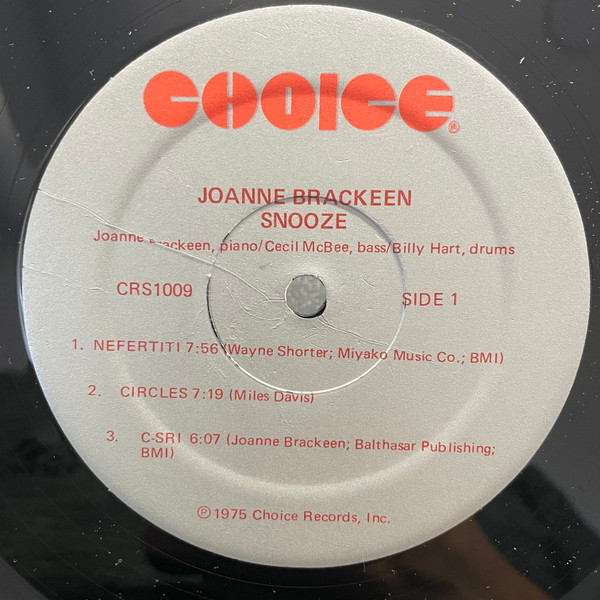 CHOICE ®
JOANNE BRACKEEN
SNOOZE
Joanne Brackeen, piano/Cecil McBee, bass/Billy Hart, drums
CRS1009
SIDE 1
1. NEFERTITI 7:56 (Wayne Shorter; Miyako Music Co.; BMI)
2. CIRCLES 7:19 (Miles Davis)
3. C-SRI 6:07 (Joanne Brackeen; Balthasar Publishing;
BMI)
℗ 1975 Choice Records, Inc.